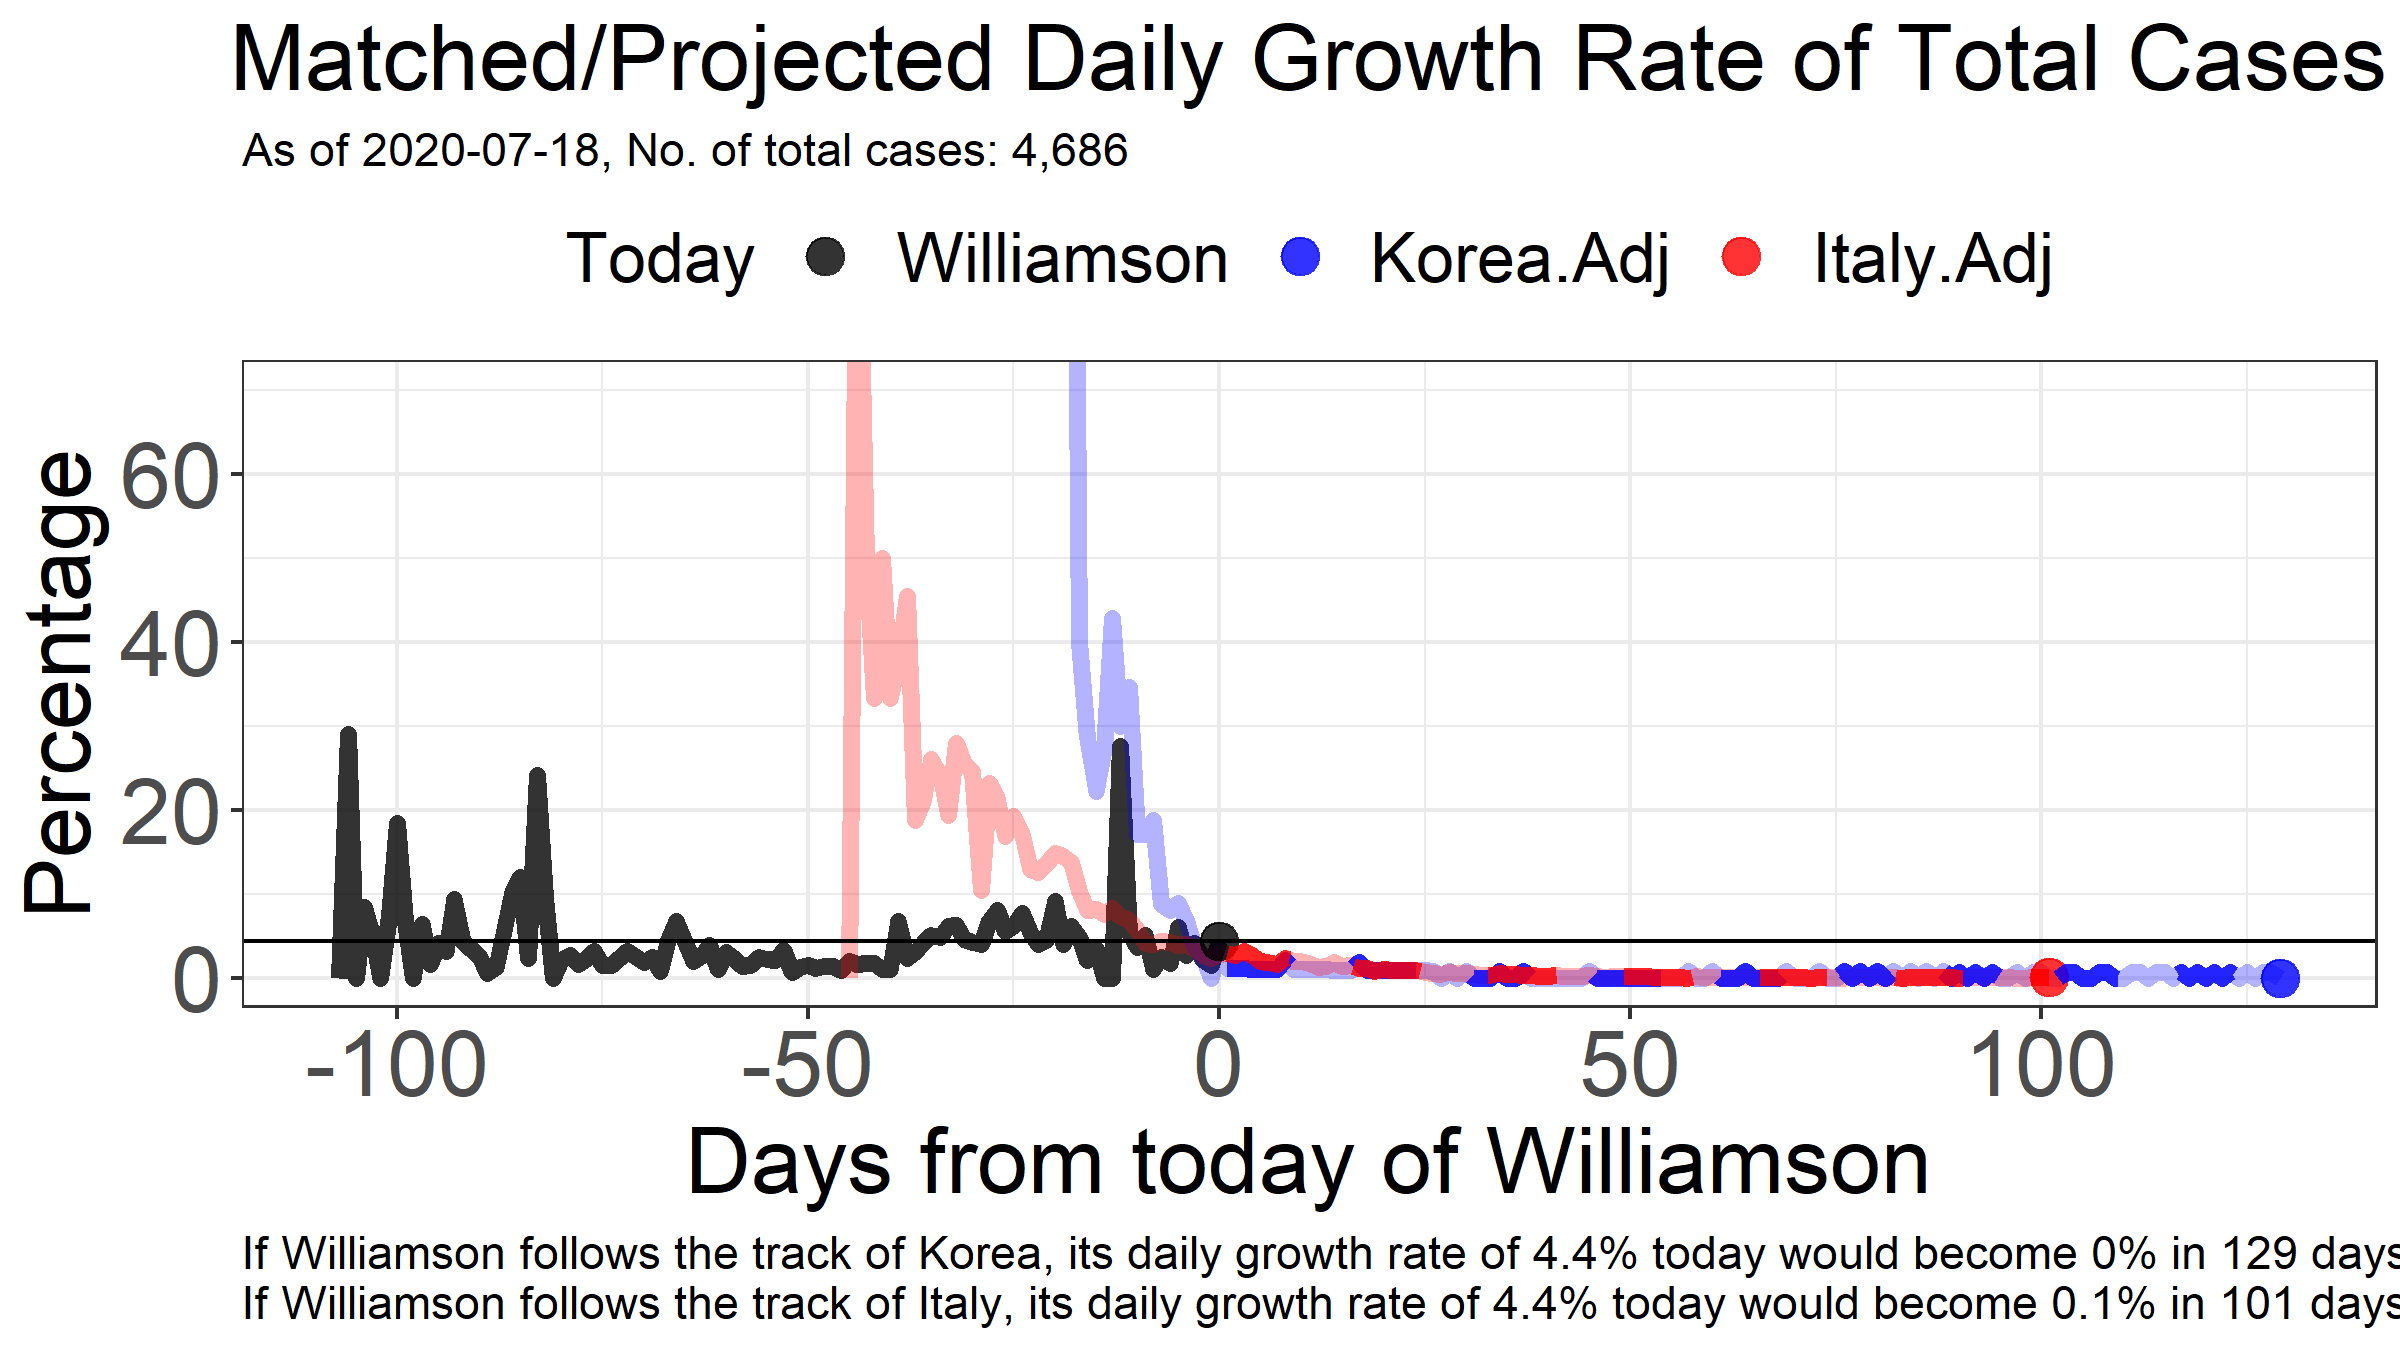 Matched/Projected Daily Growth Rate of Total Cases
As of 2020-07-18, No. of total cases: 4,686
Today Williamson Korea.Adj Italy.Adj
Percentage
60
40
20
0
-100 -50 0 50 100
Days from today of Williamson
If Williamson follows the track of Korea, its daily growth rate of 4.4% today would become 0% in 129 days
If Williamson follows the track of Italy, its daily growth rate of 4.4% today would become 0.1% in 101 days